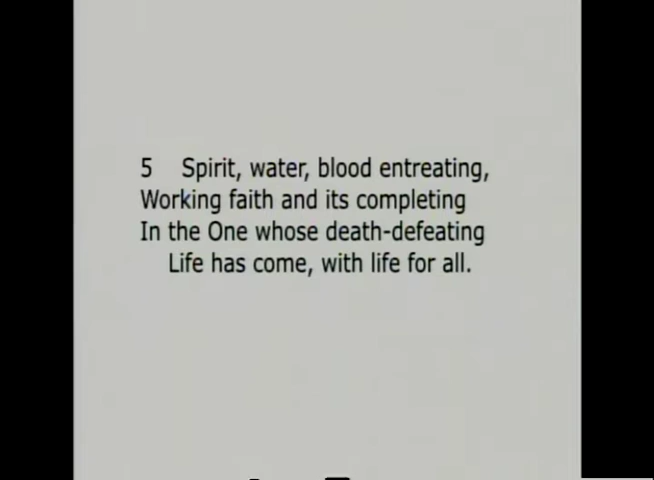 5 Spirit, water, blood entreating,
Working faith and its completing
In the One whose death-defeating
Life has come, with life for all.